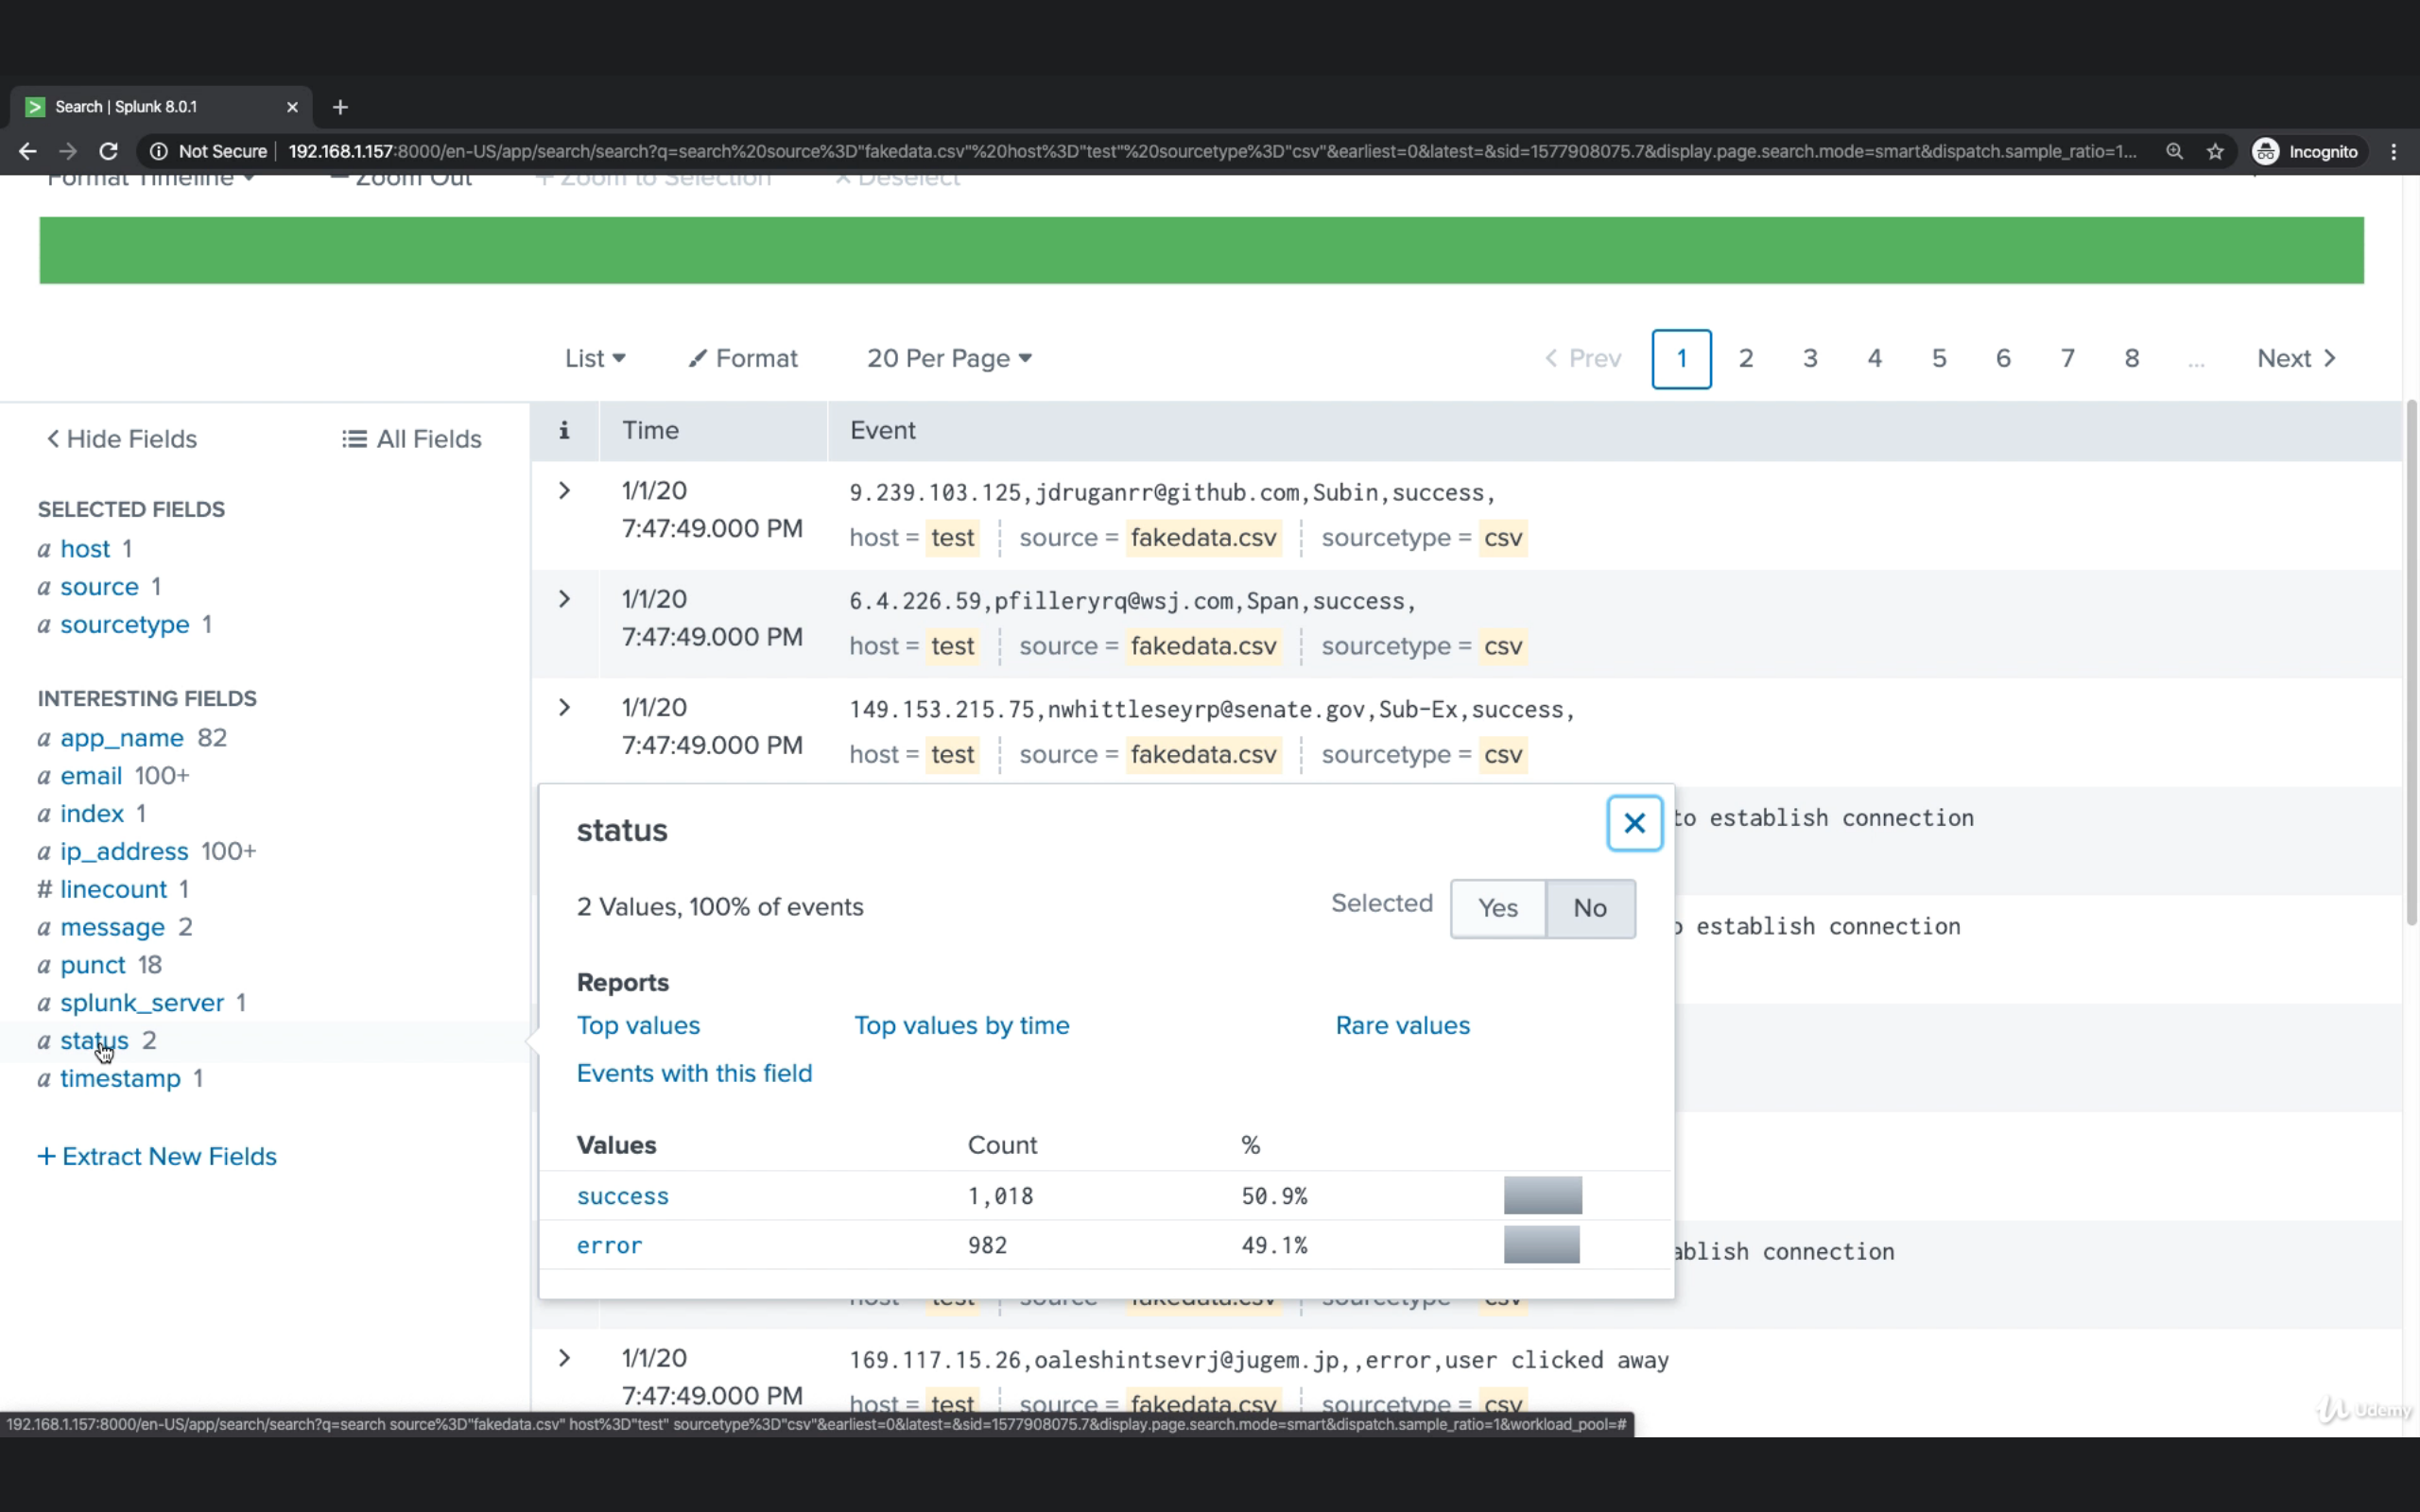 Search | Splunk 8.0.1
Not Secure 192.168.1.157:8000/en-US/app/search/search?q=search%20source%3D"fakedata.csv"%20host%3D"test"%20sourcetype%3D"csv"&earliest=0&latest=&sid=1577908075.7&display.page.search.mode=smart&dispatch.sample_ratio=1... Incognito
Format Timeline Zoom Out + Zoom to Selection × Deselect
List Format 20 Per Page Prev 1 2 3 4 5 6 7 8 ... Next
Hide Fields All Fields
SELECTED FIELDS
a host 1
a source 1
a sourcetype 1
INTERESTING FIELDS
a app_name 82
a email 100+
a index 1
a ip_address 100+
# linecount 1
a message 2
a punct 18
a splunk_server 1
a status 2
a timestamp 1
+ Extract New Fields
i Time Event
1/1/20
7:47:49.000 PM
9.239.103.125,jdruganrr@github.com,Subin,success,
host = test source = fakedata.csv sourcetype = csv
1/1/20
7:47:49.000 PM
6.4.226.59,pfilleryrq@wsj.com,Span,success,
host = test source = fakedata.csv sourcetype = csv
1/1/20
7:47:49.000 PM
149.153.215.75,nwhittleseyrp@senate.gov,Sub-Ex,success,
host = test source = fakedata.csv sourcetype = csv
to establish connection
establish connection
connection
status
2 Values, 100% of events
Selected Yes No
Reports
Top values Top values by time Rare values
Events with this field
Values Count %
success 1,018 50.9%
error 982 49.1%
host test source fakedata.csv sourcetype csv
1/1/20
7:47:49.000 PM
169.117.15.26,oaleshintsevrj@jugem.jp,,error,user clicked away
host = test source = fakedata.csv sourcetype = csv
192.168.1.157:8000/en-US/app/search/search?q=search source%3D"fakedata.csv" host%3D"test" sourcetype%3D"csv"&earliest=0&latest=&sid=1577908075.7&display.page.search.mode=smart&dispatch.sample_ratio=1&workload_pool=#
Udemy